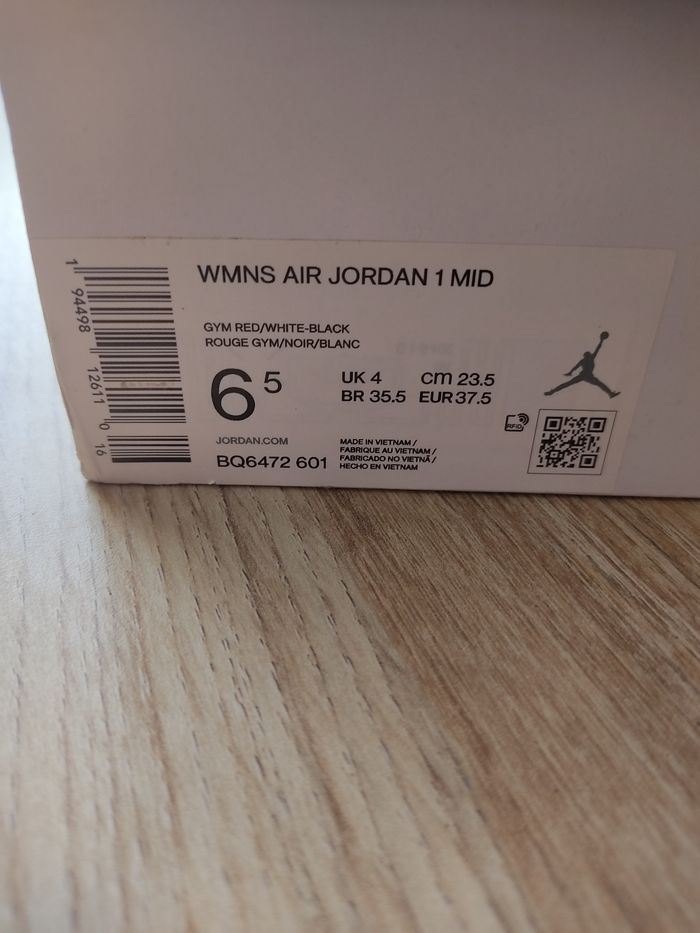 WMNS AIR JORDAN 1 MID
GYM RED/WHITE-BLACK
ROUGE GYM/NOIR/BLANC
6 5
UK 4 cm 23.5
BR 35.5 EUR 37.5
JORDAN.COM
BQ6472 601
MADE IN VIETNAM /
FABRIQUE AU VIETNAM /
FABRICADO NO VIETNÃ /
HECHO EN VIETNAM
RFID
1 94498 12611 0 16